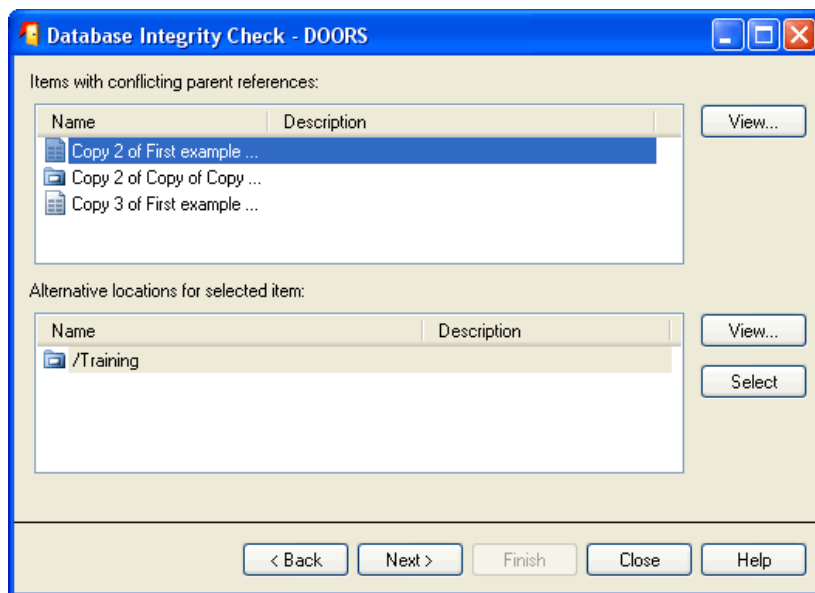 Database Integrity Check - DOORS
Items with conflicting parent references:
Name Description View...
Copy 2 of First example ...
Copy 2 of Copy of Copy ...
Copy 3 of First example ...
Alternative locations for selected item:
Name Description View...
/Training
Select
< Back Next > Finish Close Help